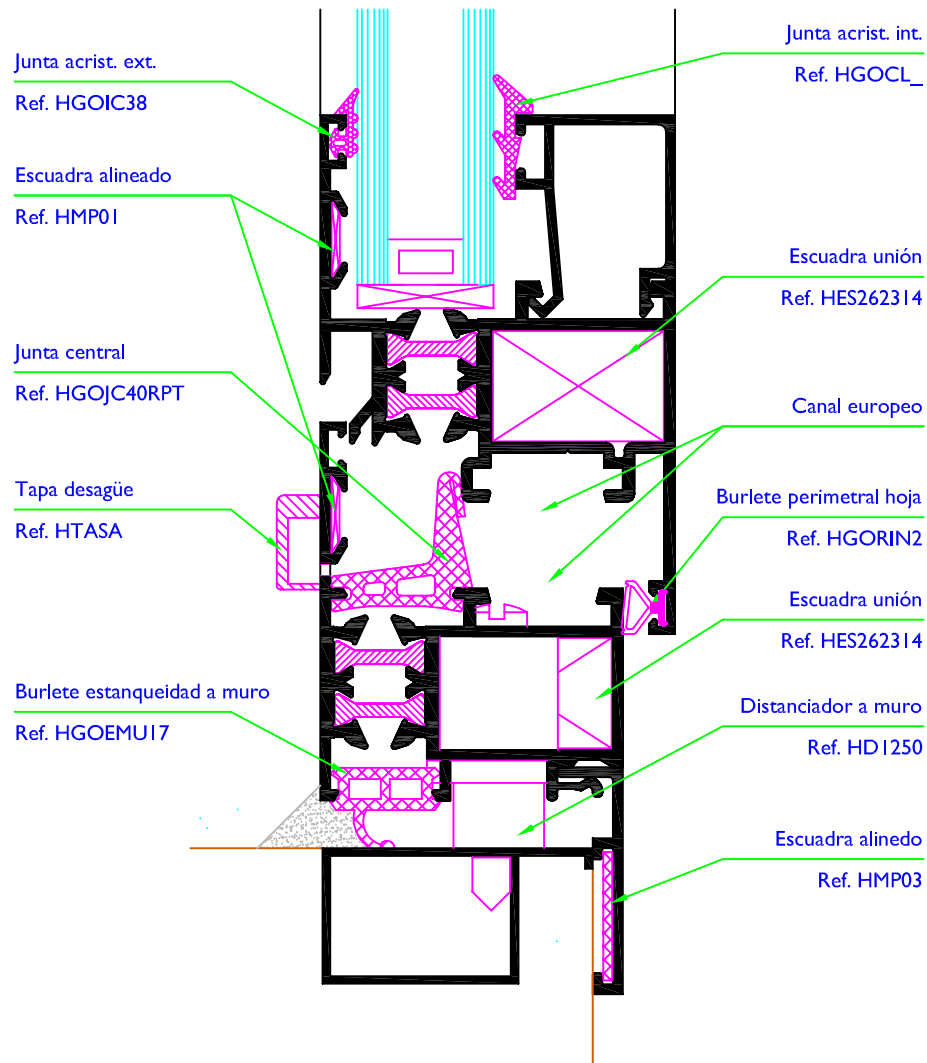 Junta acrist. ext.
Ref. HGOIC38
Escuadra alineado
Ref. HMP01
Junta central
Ref. HGOJC40RPT
Tapa desagüe
Ref. HTASA
Burlete estanqueidad a muro
Ref. HGOEMU17
Junta acrist. int.
Ref. HGOCL_
Escuadra unión
Ref. HES262314
Canal europeo
Burlete perimetral hoja
Ref. HGORIN2
Escuadra unión
Ref. HES262314
Distanciador a muro
Ref. HD1250
Escuadra alinedo
Ref. HMP03